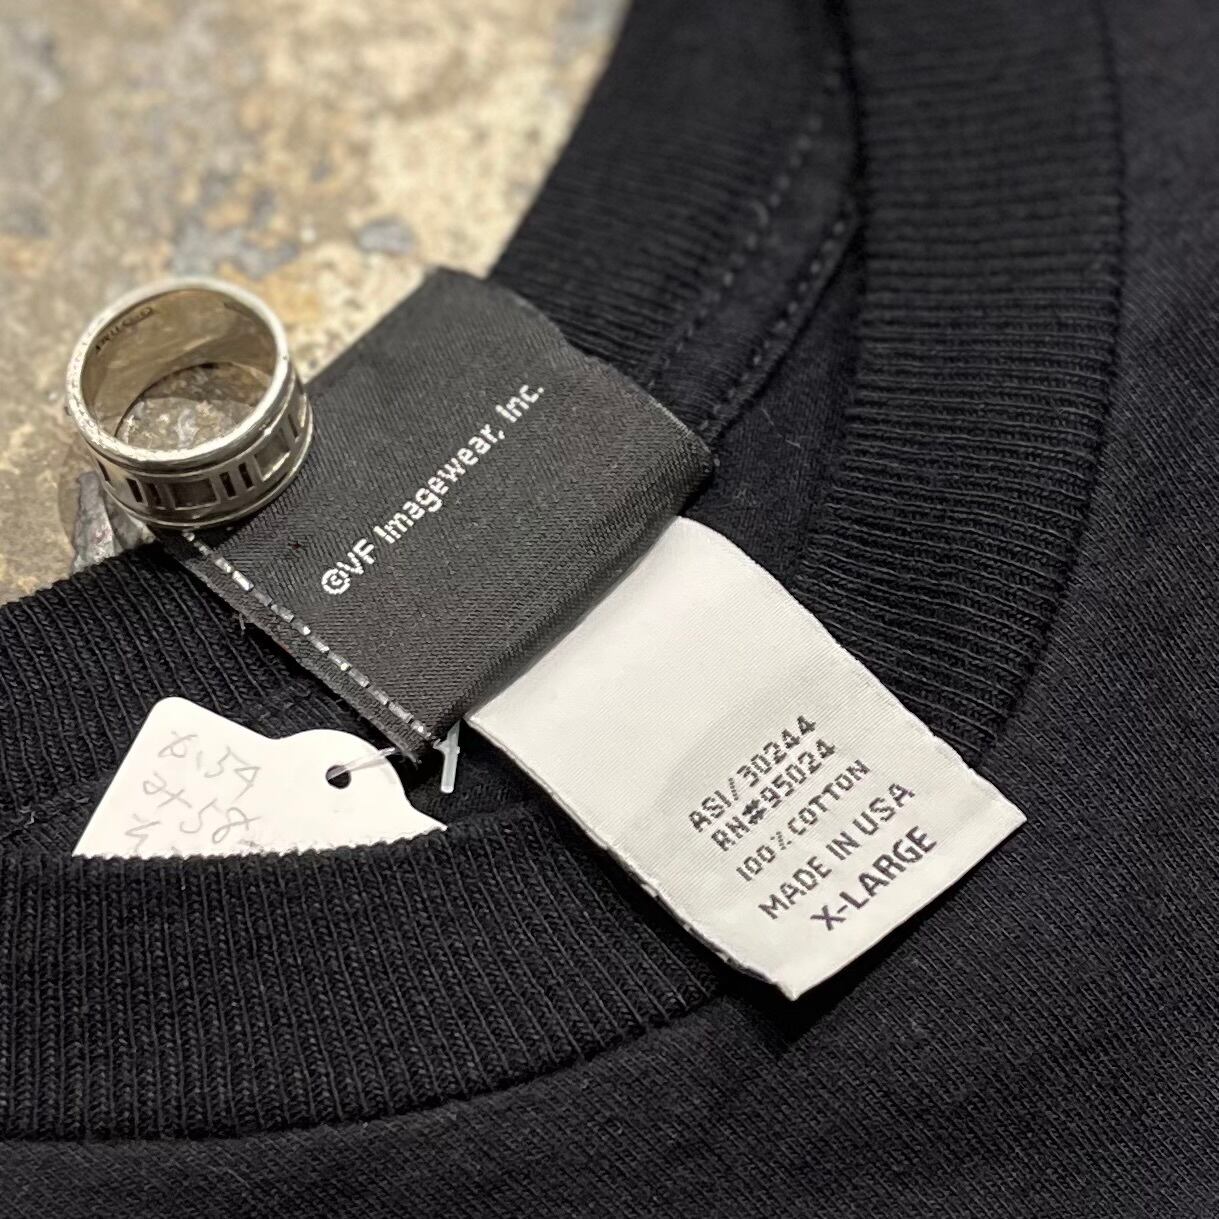 ©VF Imagewear, Inc.
ASI/30244
RN#95024
100% COTTON
MADE IN USA
X-LARGE